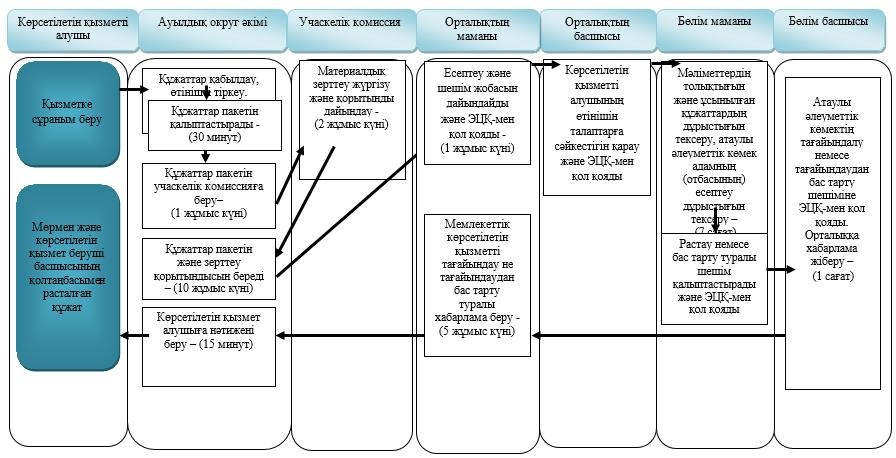 Көрсетілетін қызметті
алушы
Ауылдық округ әкімі
Учаскелік комиссия
Орталықтың
маманы
Орталықтың
басшысы
Бөлім маманы
Бөлім басшысы
Қызметке
сұраным беру
Мөрмен және
көрсетілетін
қызмет беруші
басшысының
қолтаңбасымен
расталған
құжат
Құжаттар қабылдау,
өтінішті тіркеу.
Құжаттар пакетін
қалыптастырады -
(30 минут)
Құжаттар пакетін
учаскелік комиссияға
беру–
(1 жұмыс күні)
Құжаттар пакетін
және зерттеу
қорытындысын береді
– (10 жұмыс күні)
Көрсетілетін қызмет
алушыға нәтижені
беру – (15 минут)
Материалдық
зерттеу жүргізу
және қорытынды
дайындау -
(2 жұмыс күні)
Есептеу және
шешім жобасын
дайындайды
және ЭЦҚ-мен
қол қояды -
(1 жұмыс күні)
Мемлекеттік
көрсетілетін
қызметті
тағайындау не
тағайындаудан
бас тарту
туралы
хабарлама беру -
(5 жұмыс күні)
Көрсетілетін
қызметті
алушының
өтінішін
талаптарға
сәйкестігін қарау
және ЭЦҚ-мен
қол қояды
Мәліметтердің
толықтығын
және ұсынылған
құжаттардың
дұрыстығын
тексеру, атаулы
әлеуметтік көмек
адамның
(отбасының)
есептеу
дұрыстығын
тексеру –
(7 сағат)
Растау немесе
бас тарту туралы
шешім
қалыптастырады
және ЭЦҚ-мен
қол қояды
Атаулы
әлеуметтік
көмектің
тағайындалу
немесе
тағайындаудан
бас тарту
шешіміне
ЭЦҚ-мен қол
қояды.
Орталыққа
хабарлама
жіберу –
(1 сағат)